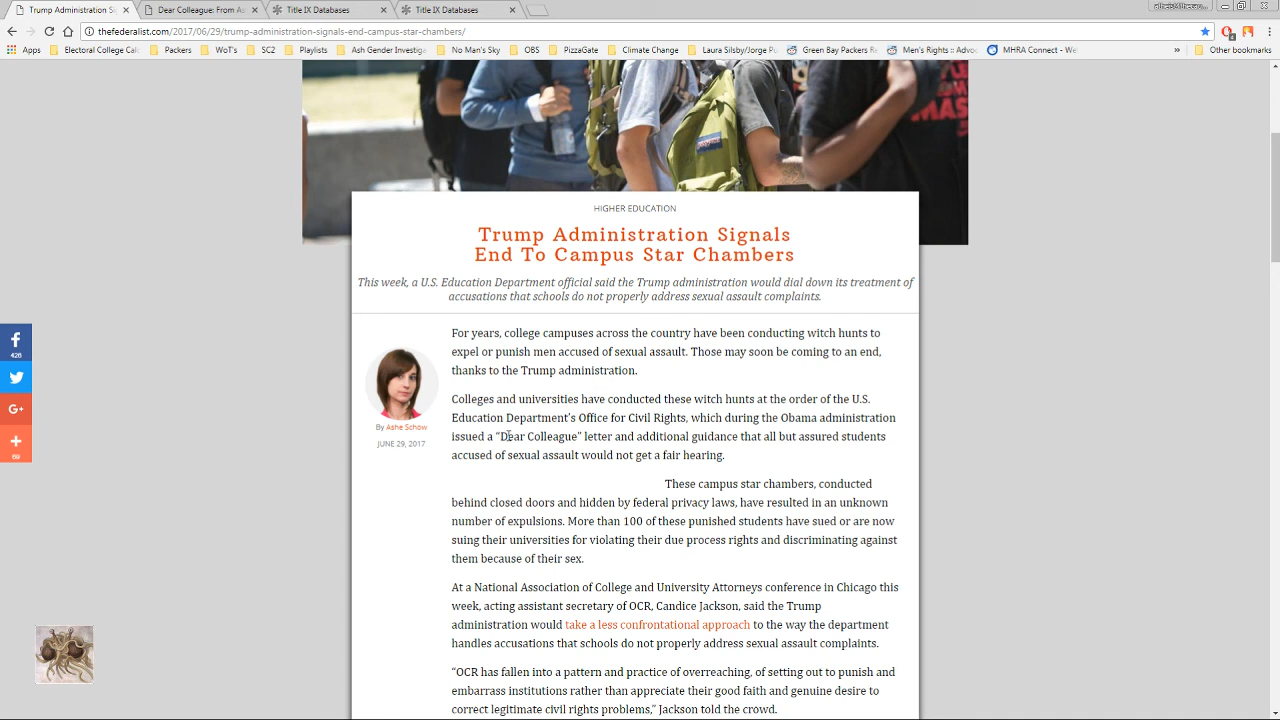 Trump Administration Si
Dear Colleague: From As
Title IX Databases
Title IX Databases
thefederalist.com/2017/06/29/trump-administration-signals-end-campus-star-chambers/
Apps
Electoral College Cal
Packers
WoT's
SC2
Playlists
Ash Gender Investiga
No Man's Sky
OBS
PizzaGate
Climate Change
Laura Silsby/Jorge Pu
Green Bay Packers R
Men's Rights :: Advoc
MHRA Connect - We
»
Other bookmarks
MAS
HIGHER EDUCATION
Trump Administration Signals
End To Campus Star Chambers
This week, a U.S. Education Department official said the Trump administration would dial down its treatment of
accusations that schools do not properly address sexual assault complaints.
426
69
By Ashe Schow
JUNE 29, 2017
For years, college campuses across the country have been conducting witch hunts to
expel or punish men accused of sexual assault. Those may soon be coming to an end,
thanks to the Trump administration.
Colleges and universities have conducted these witch hunts at the order of the U.S.
Education Department’s Office for Civil Rights, which during the Obama administration
issued a “Dear Colleague” letter and additional guidance that all but assured students
accused of sexual assault would not get a fair hearing.
These campus star chambers, conducted
behind closed doors and hidden by federal privacy laws, have resulted in an unknown
number of expulsions. More than 100 of these punished students have sued or are now
suing their universities for violating their due process rights and discriminating against
them because of their sex.
At a National Association of College and University Attorneys conference in Chicago this
week, acting assistant secretary of OCR, Candice Jackson, said the Trump
administration would take a less confrontational approach to the way the department
handles accusations that schools do not properly address sexual assault complaints.
“OCR has fallen into a pattern and practice of overreaching, of setting out to punish and
embarrass institutions rather than appreciate their good faith and genuine desire to
correct legitimate civil rights problems,” Jackson told the crowd.